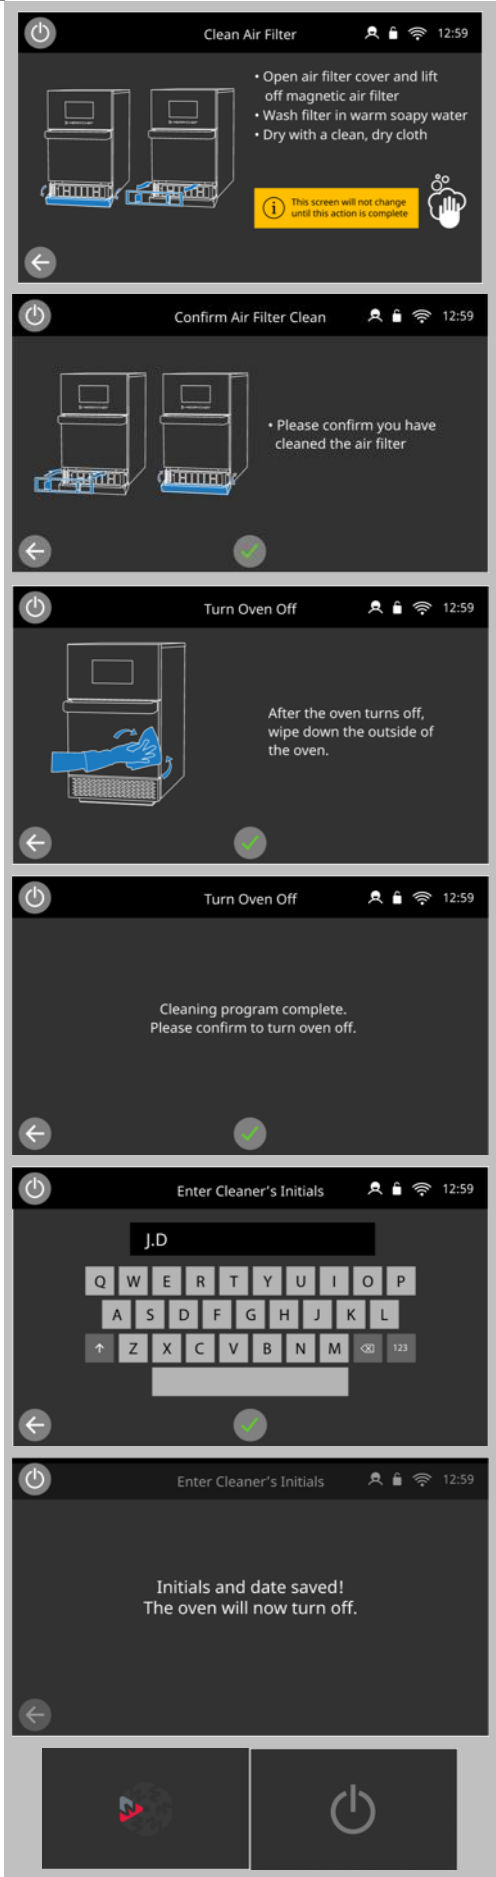 Clean Air Filter 12:59
• Open air filter cover and lift
off magnetic air filter
• Wash filter in warm soapy water
• Dry with a clean, dry cloth
i This screen will not change
until this action is complete
Confirm Air Filter Clean 12:59
• Please confirm you have
cleaned the air filter
Turn Oven Off 12:59
After the oven turns off,
wipe down the outside of
the oven.
Turn Oven Off 12:59
Cleaning program complete.
Please confirm to turn oven off.
Enter Cleaner's Initials 12:59
J.D
Q W E R T Y U I O P
A S D F G H J K L
Z X C V B N M 123
Enter Cleaner's Initials 12:59
Initials and date saved!
The oven will now turn off.